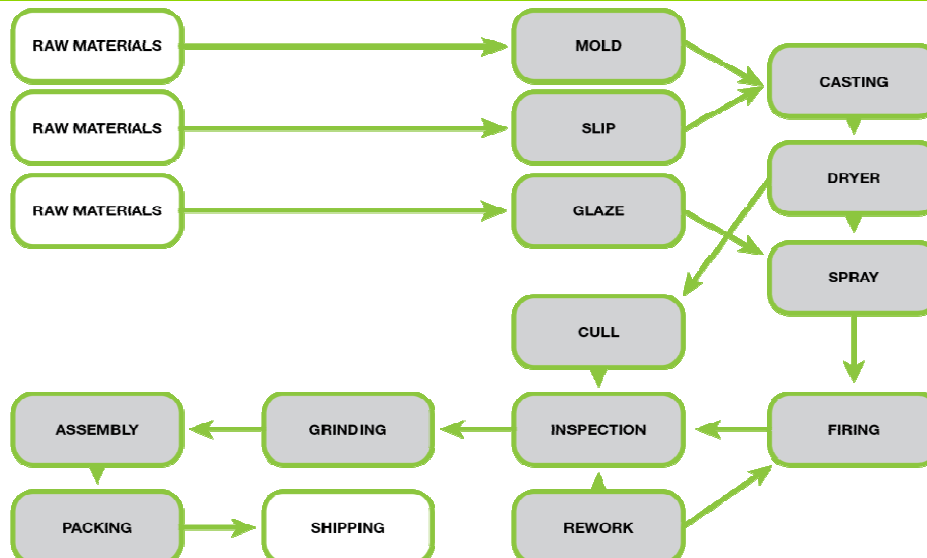 RAW MATERIALS
MOLD
CASTING
RAW MATERIALS
SLIP
DRYER
RAW MATERIALS
GLAZE
SPRAY
CULL
ASSEMBLY
GRINDING
INSPECTION
FIRING
PACKING
SHIPPING
REWORK